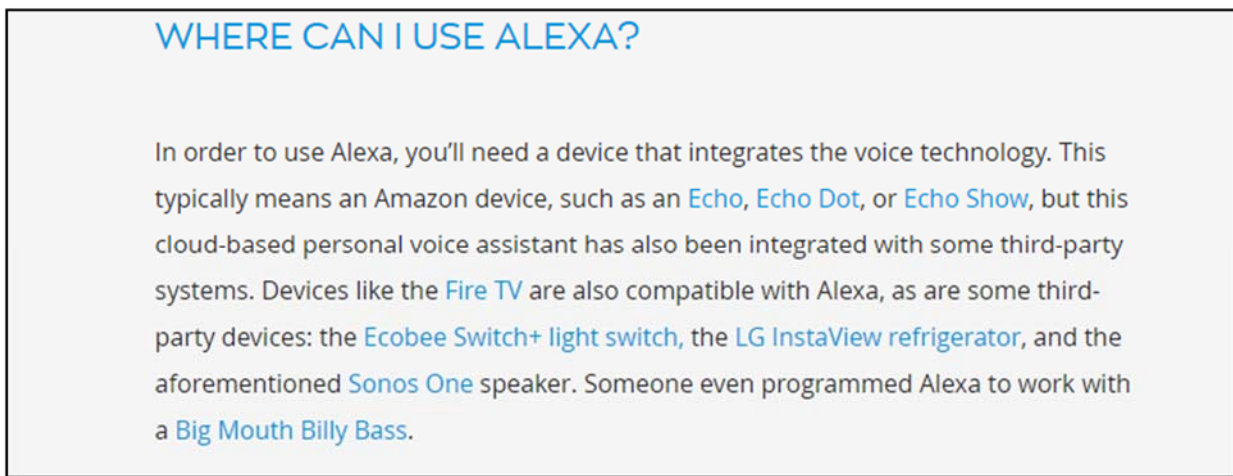 WHERE CAN I USE ALEXA?
In order to use Alexa, you’ll need a device that integrates the voice technology. This
typically means an Amazon device, such as an Echo, Echo Dot, or Echo Show, but this
cloud-based personal voice assistant has also been integrated with some third-party
systems. Devices like the Fire TV are also compatible with Alexa, as are some third-
party devices: the Ecobee Switch+ light switch, the LG InstaView refrigerator, and the
aforementioned Sonos One speaker. Someone even programmed Alexa to work with
a Big Mouth Billy Bass.